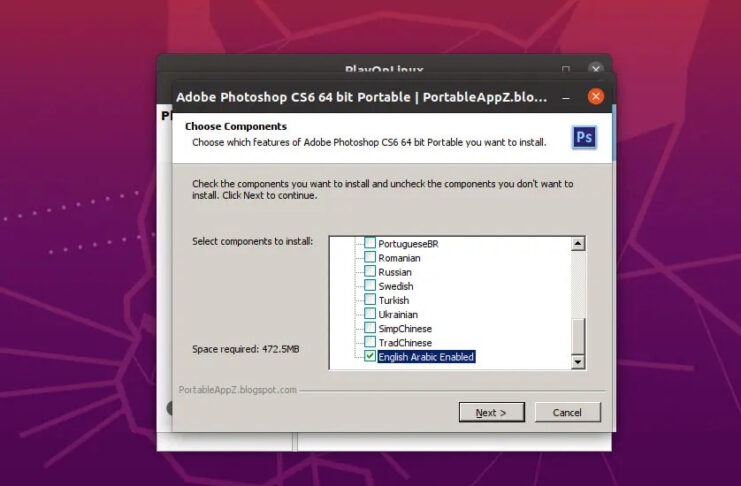 PlayOnLinux
Adobe Photoshop CS6 64 bit Portable | PortableAppZ.blo...
Choose Components
Choose which features of Adobe Photoshop CS6 64 bit Portable you want to install.
Ps
Check the components you want to install and uncheck the components you don't want to
install. Click Next to continue.
Select components to install:
PortugueseBR
Romanian
Russian
Swedish
Turkish
Ukrainian
SimpChinese
TradChinese
English Arabic Enabled
Space required: 472.5MB
PortableAppZ.blogspot.com
Next >
Cancel